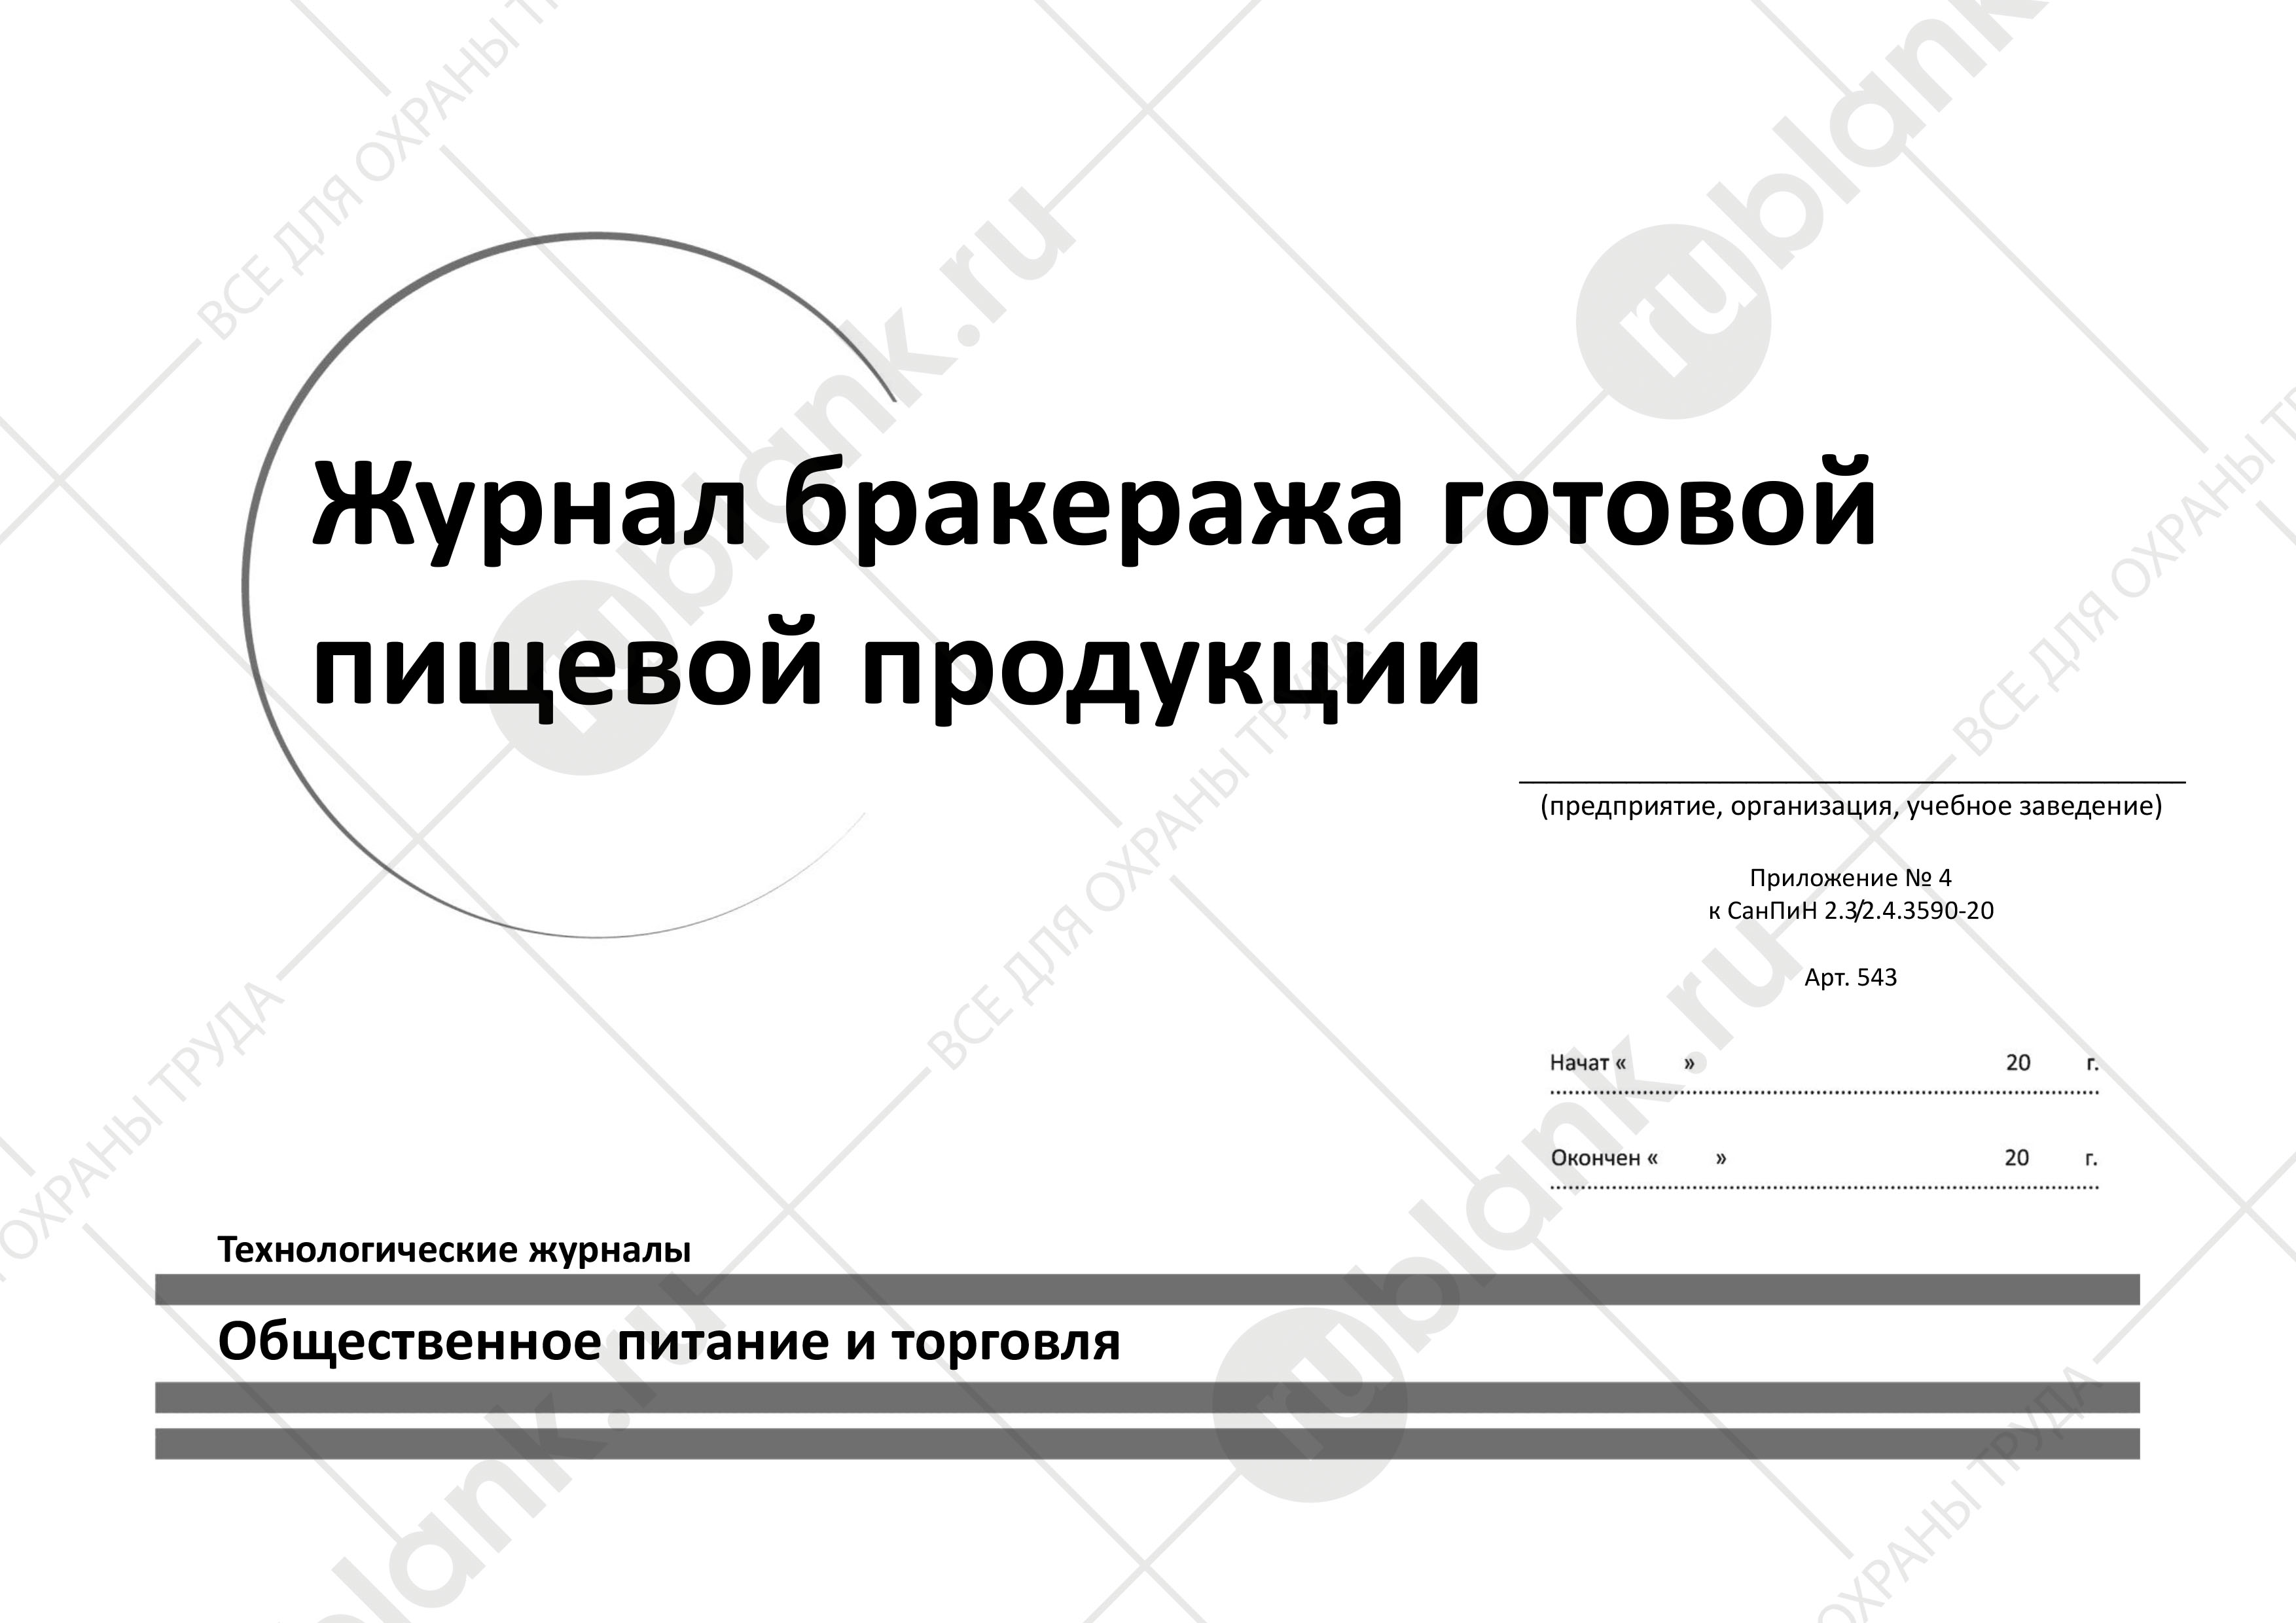 Журнал бракеража готовой
пищевой продукции
(предприятие, организация, учебное заведение)
Приложение № 4
к СанПиН 2.3/2.4.3590-20
Арт. 543
Начат « » 20 г.
Окончен « » 20 г.
Технологические журналы
Общественное питание и торговля
ВСЕ ДЛЯ ОХРАНЫ ТРУДА
rublank.ru